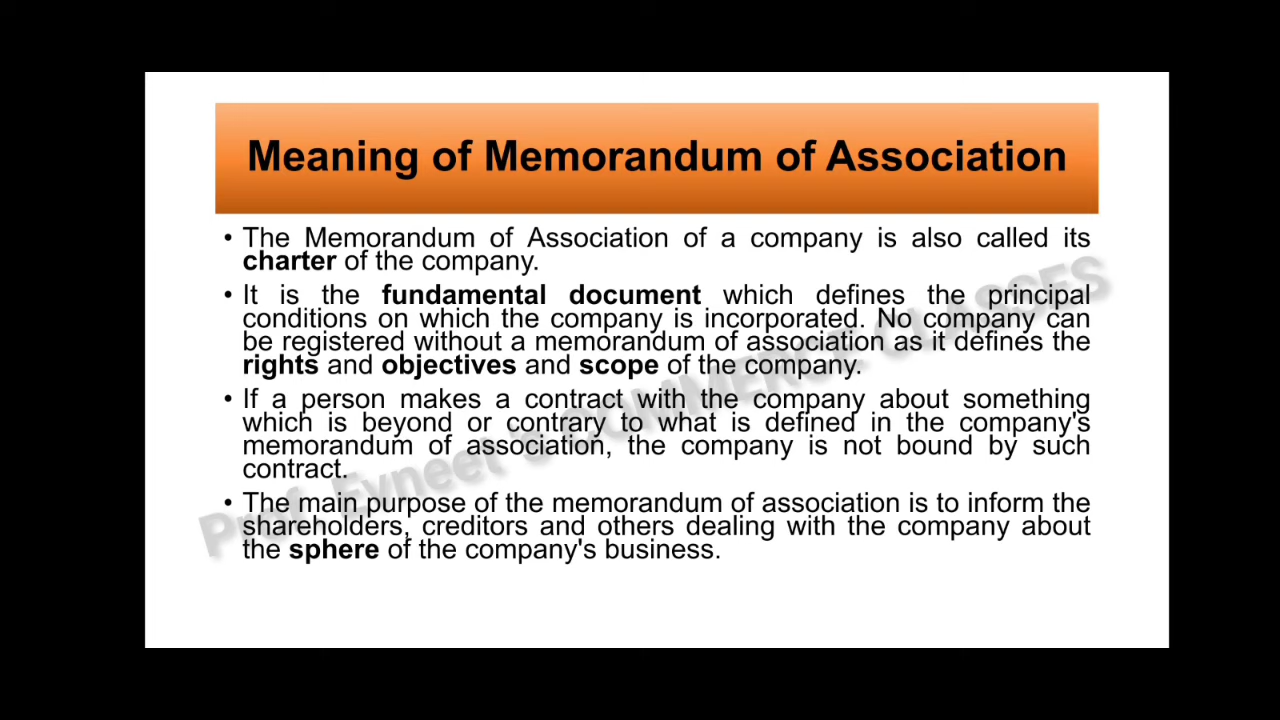 Meaning of Memorandum of Association
• The Memorandum of Association of a company is also called its
charter of the company.
• It is the fundamental document which defines the principal
conditions on which the company is incorporated. No company can
be registered without a memorandum of association as it defines the
rights and objectives and scope of the company.
• If a person makes a contract with the company about something
which is beyond or contrary to what is defined in the company's
memorandum of association, the company is not bound by such
contract.
• The main purpose of the memorandum of association is to inform the
shareholders, creditors and others dealing with the company about
the sphere of the company's business.
Prof. Evneet's COMMERCE CLASSES